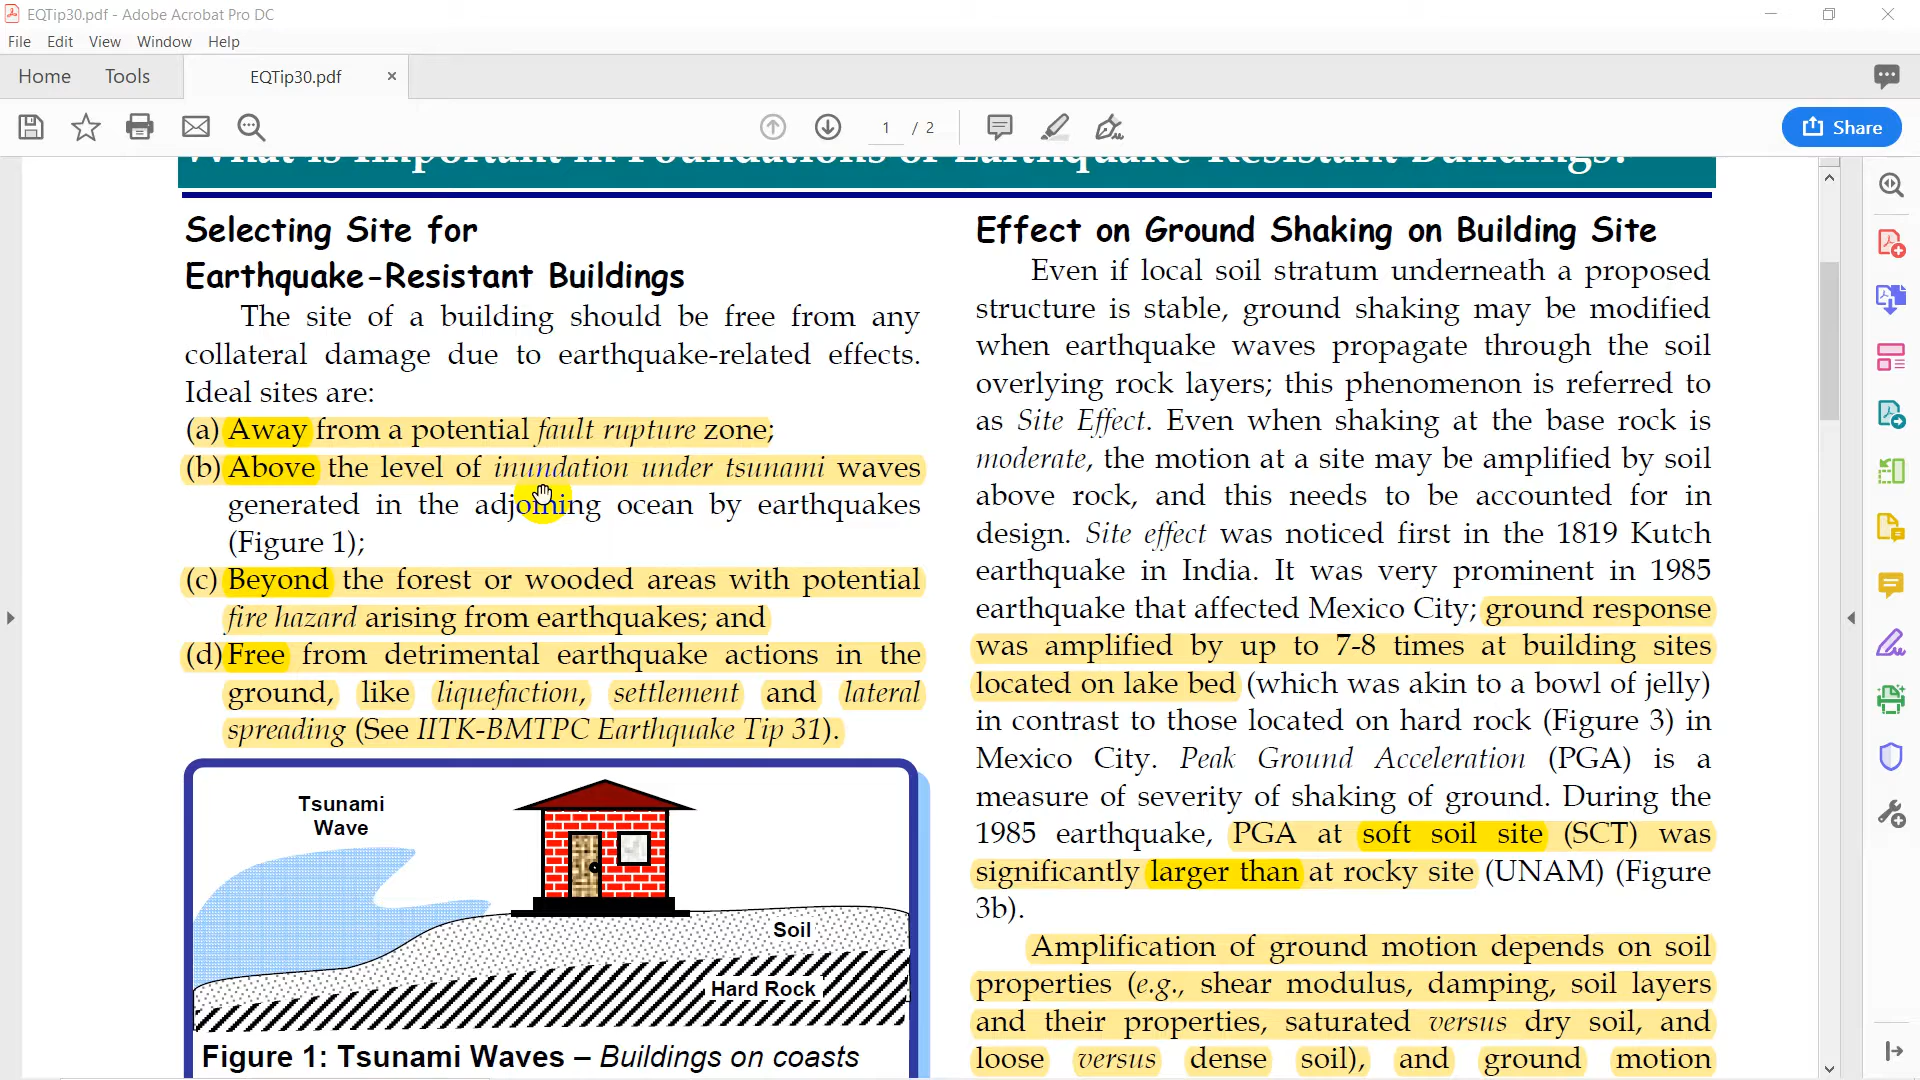 EQTip30.pdf - Adobe Acrobat Pro DC
File Edit View Window Help
Home Tools EQTip30.pdf ×
1 / 2
Share
What is Important in Foundations of Earthquake-Resistant Buildings?
Selecting Site for
Earthquake-Resistant Buildings
The site of a building should be free from any
collateral damage due to earthquake-related effects.
Ideal sites are:
(a) Away from a potential fault rupture zone;
(b) Above the level of inundation under tsunami waves
generated in the adjoining ocean by earthquakes
(Figure 1);
(c) Beyond the forest or wooded areas with potential
fire hazard arising from earthquakes; and
(d) Free from detrimental earthquake actions in the
ground, like liquefaction, settlement and lateral
spreading (See IITK-BMTPC Earthquake Tip 31).
Tsunami
Wave
Soil
Hard Rock
Figure 1: Tsunami Waves – Buildings on coasts
Effect on Ground Shaking on Building Site
Even if local soil stratum underneath a proposed
structure is stable, ground shaking may be modified
when earthquake waves propagate through the soil
overlying rock layers; this phenomenon is referred to
as Site Effect. Even when shaking at the base rock is
moderate, the motion at a site may be amplified by soil
above rock, and this needs to be accounted for in
design. Site effect was noticed first in the 1819 Kutch
earthquake in India. It was very prominent in 1985
earthquake that affected Mexico City; ground response
was amplified by up to 7-8 times at building sites
located on lake bed (which was akin to a bowl of jelly)
in contrast to those located on hard rock (Figure 3) in
Mexico City. Peak Ground Acceleration (PGA) is a
measure of severity of shaking of ground. During the
1985 earthquake, PGA at soft soil site (SCT) was
significantly larger than at rocky site (UNAM) (Figure
3b).
Amplification of ground motion depends on soil
properties (e.g., shear modulus, damping, soil layers
and their properties, saturated versus dry soil, and
loose versus dense soil), and ground motion